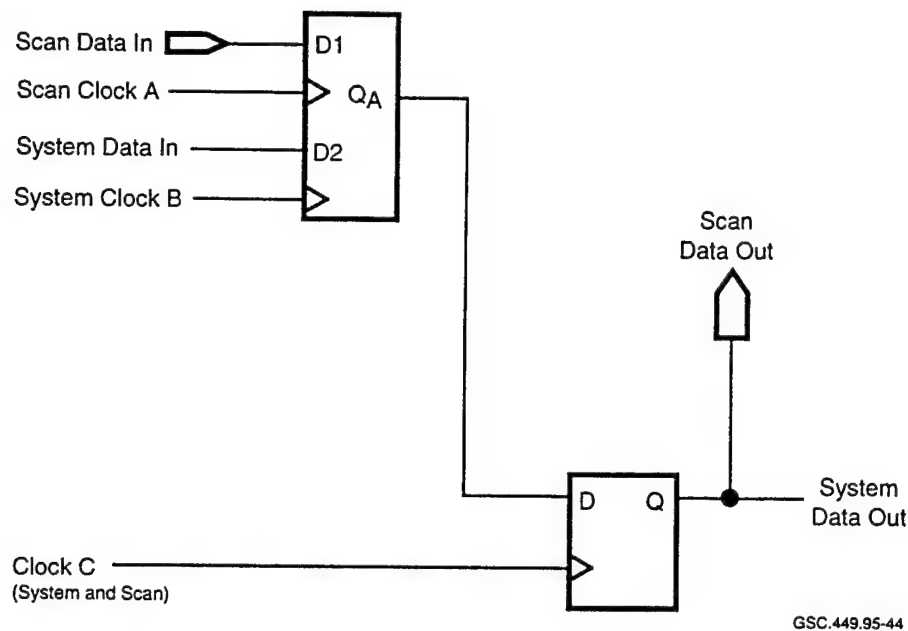 Scan Data In
D1
Scan Clock A
QA
System Data In
D2
System Clock B
Scan
Data Out
D
Q
System
Data Out
Clock C
(System and Scan)
GSC.449.95-44